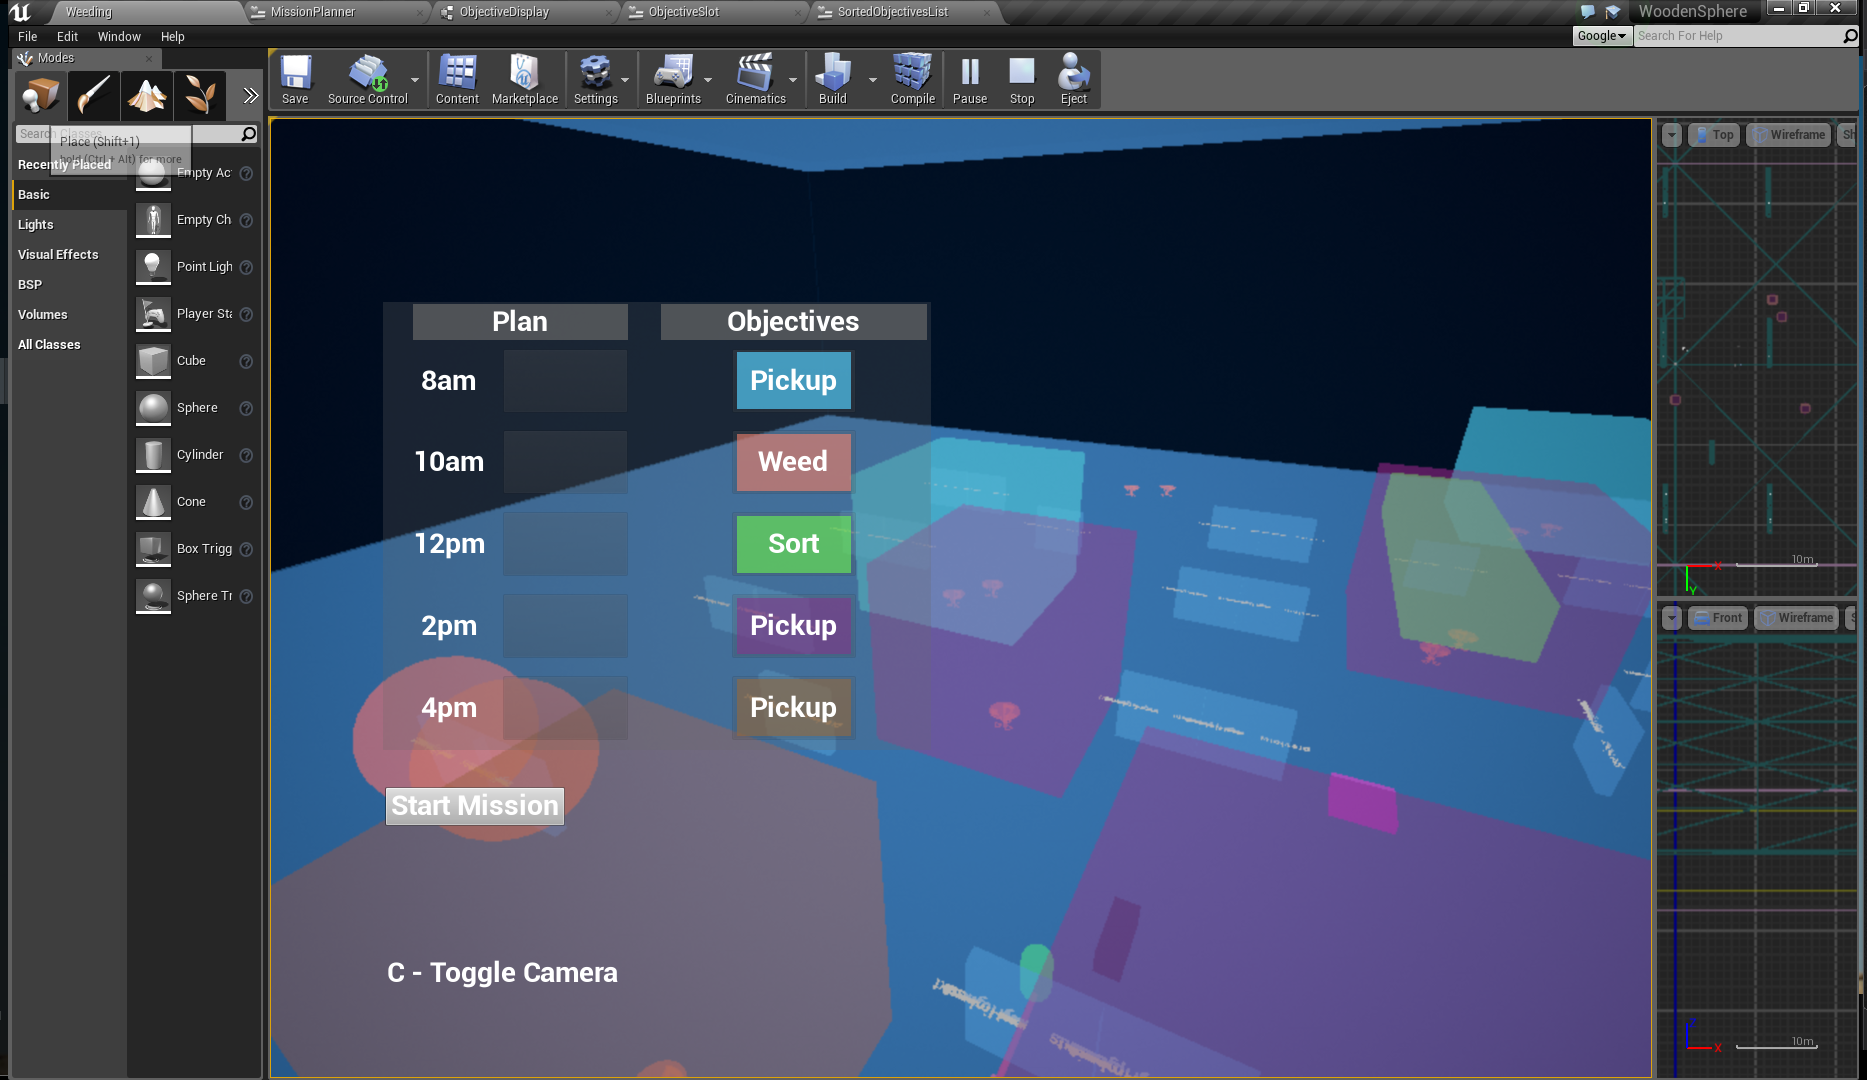 Weeding
MissionPlanner
ObjectiveDisplay
ObjectiveSlot
SortedObjectivesList
WoodenSphere
File Edit Window Help
Google
Search For Help
Modes
Save
Source Control
Content
Marketplace
Settings
Blueprints
Cinematics
Build
Compile
Pause
Stop
Eject
Search Classes
Place (Shift+1)
hold (Ctrl + Alt) for more
Recently Placed
Basic
Lights
Visual Effects
BSP
Volumes
All Classes
Empty Ac
Empty Ch
Point Ligh
Player Sta
Cube
Sphere
Cylinder
Cone
Box Trigg
Sphere Tr
Plan Objectives
8am Pickup
10am Weed
12pm Sort
2pm Pickup
4pm Pickup
Start Mission
C - Toggle Camera
Top Wireframe Sh
10m
X
Y
Front Wireframe S
10m
Z
X